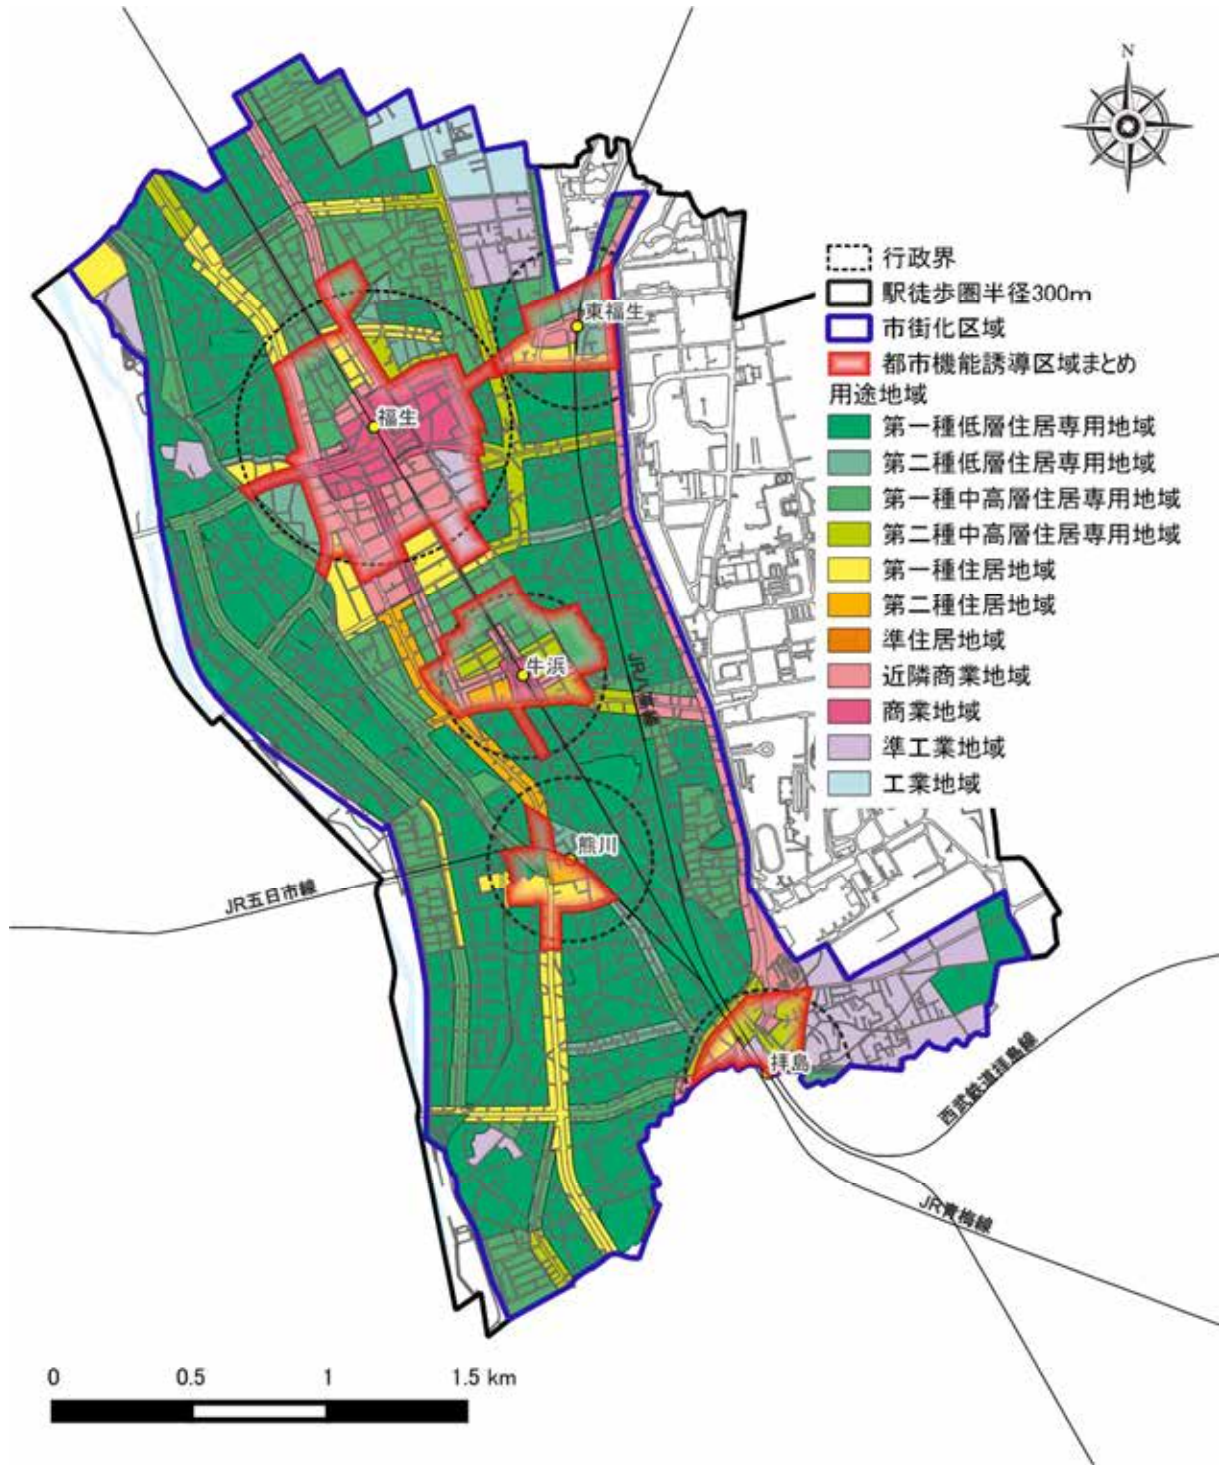 N
行政界
駅徒歩圏半径300m
市街化区域
都市機能誘導区域まとめ
用途地域
第一種低層住居専用地域
第二種低層住居専用地域
第一種中高層住居専用地域
第二種中高層住居専用地域
第一種住居地域
第二種住居地域
準住居地域
近隣商業地域
商業地域
準工業地域
工業地域
東福生
福生
牛浜
JR八高線
熊川
JR五日市線
拝島
西武鉄道拝島線
JR青梅線
0 0.5 1 1.5 km